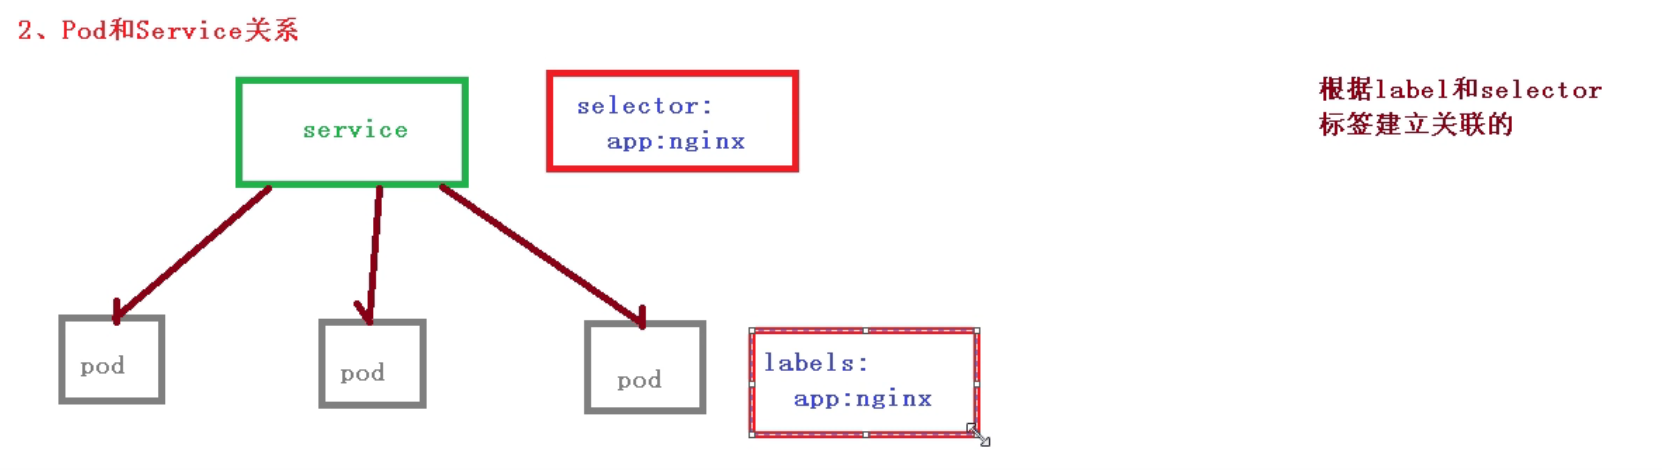 2、Pod和Service关系
service
selector:
app:nginx
根据label和selector
标签建立关联的
pod
pod
pod
labels:
app:nginx